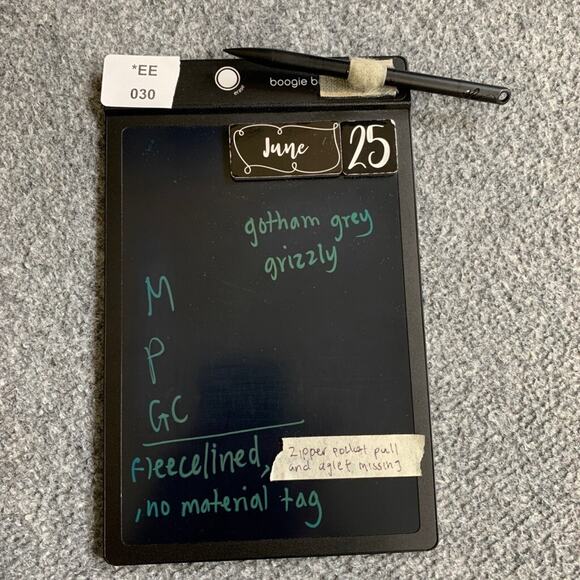 *EE
030
erase
boogie b
June
25
gotham grey
grizzly
M
P
GC
fleecelined,
zipper pocket pull
and aglet missing
, no material tag